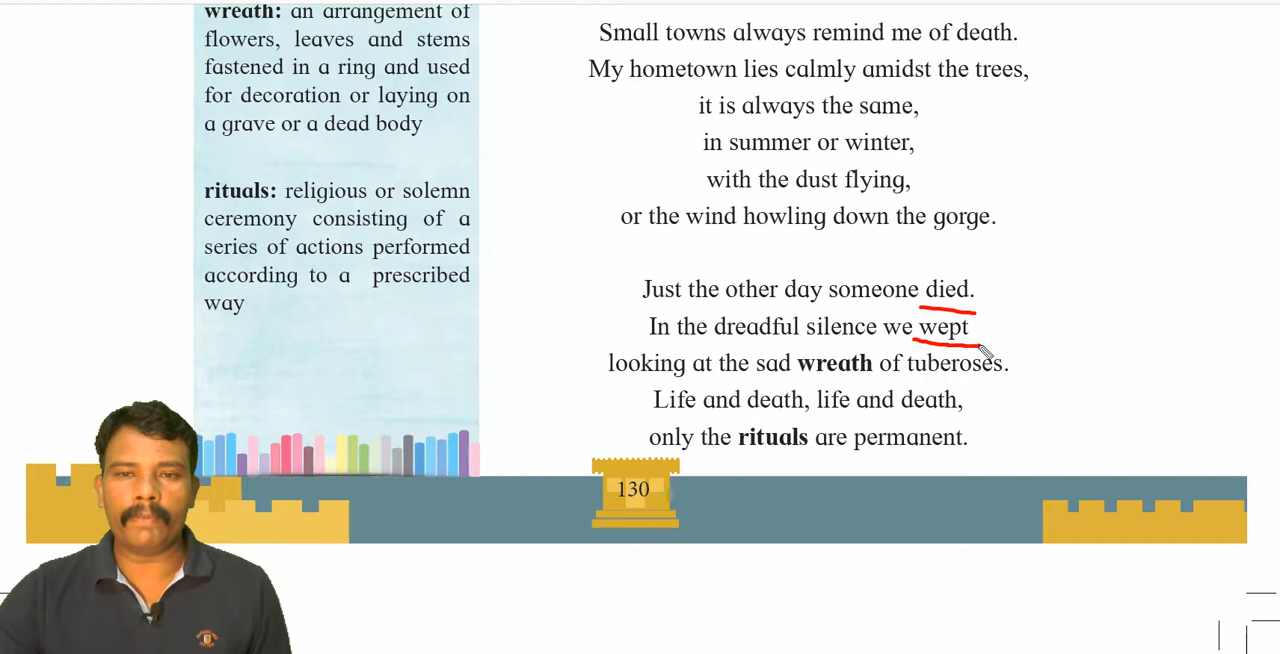 wreath: an arrangement of
flowers, leaves and stems
fastened in a ring and used
for decoration or laying on
a grave or a dead body
rituals: religious or solemn
ceremony consisting of a
series of actions performed
according to a prescribed
way
Small towns always remind me of death.
My hometown lies calmly amidst the trees,
it is always the same,
in summer or winter,
with the dust flying,
or the wind howling down the gorge.
Just the other day someone died.
In the dreadful silence we wept
looking at the sad wreath of tuberoses.
Life and death, life and death,
only the rituals are permanent.
130